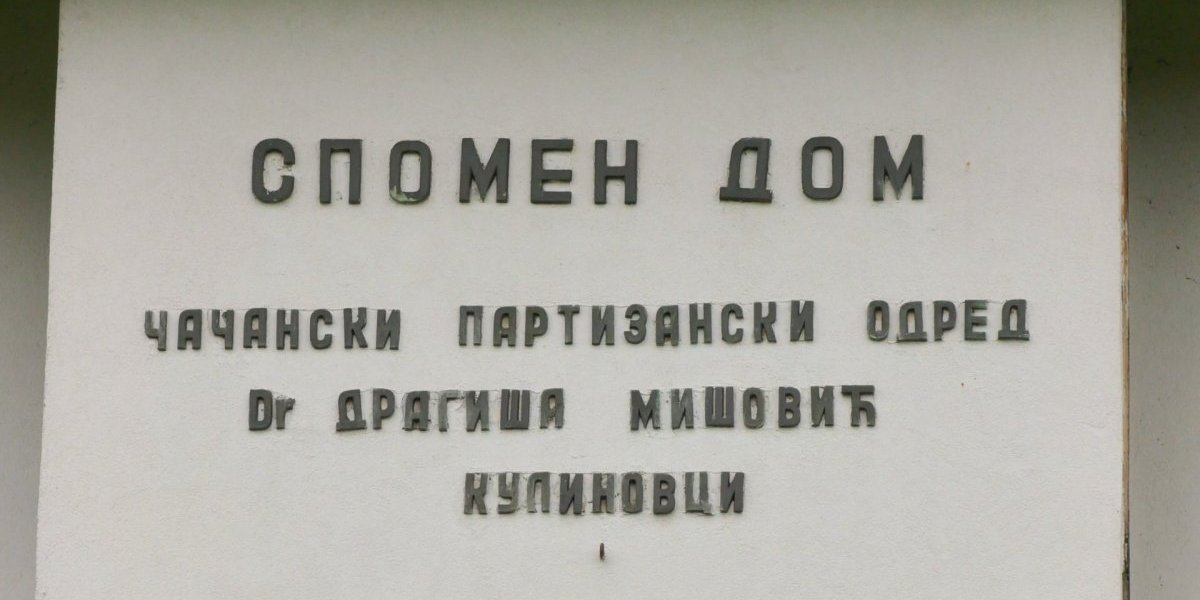 СПОМЕН ДОМ
ЧАЧАНСКИ ПАРТИЗАНСКИ ОДРЕД
Dr ДРАГИША МИШОВИЋ
КУЛИНОВЦИ